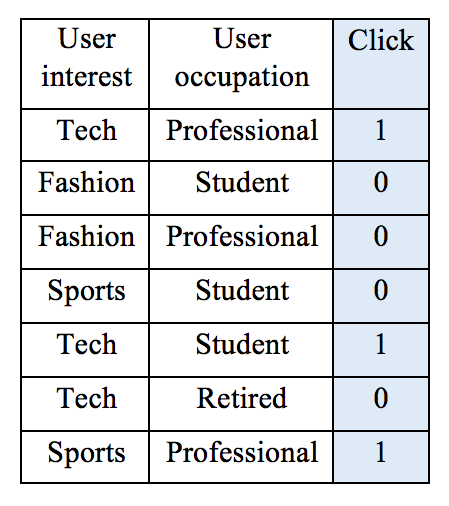 User interest User occupation Click
Tech Professional 1
Fashion Student 0
Fashion Professional 0
Sports Student 0
Tech Student 1
Tech Retired 0
Sports Professional 1